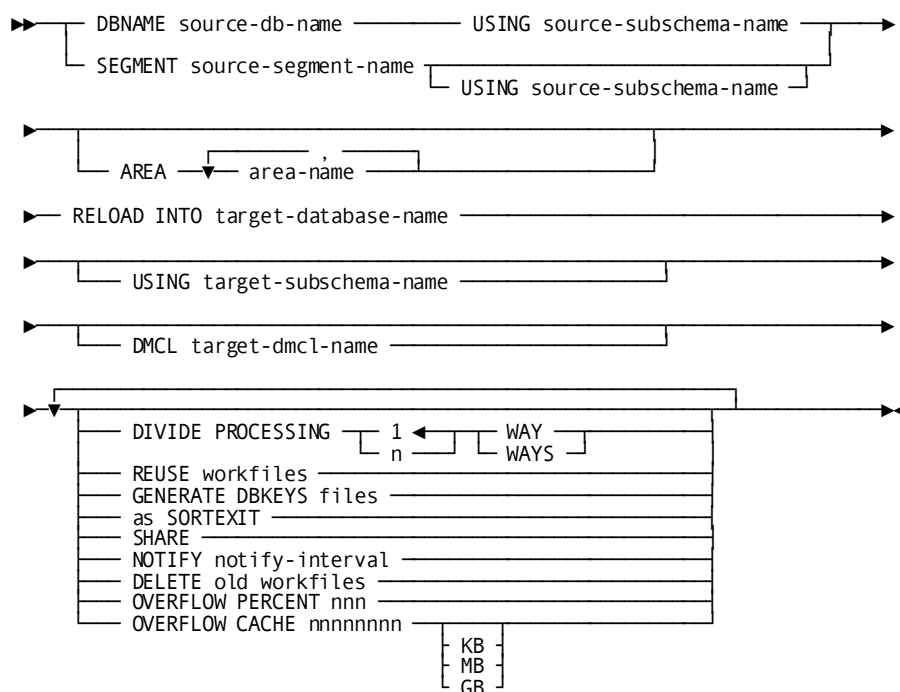 DBNAME source-db-name USING source-subschema-name
SEGMENT source-segment-name
USING source-subschema-name
,
AREA area-name
RELOAD INTO target-database-name
USING target-subschema-name
DMCL target-dmcl-name
DIVIDE PROCESSING 1 WAY
n WAYS
REUSE workfiles
GENERATE DBKEYS files
as SORTEXIT
SHARE
NOTIFY notify-interval
DELETE old workfiles
OVERFLOW PERCENT nnn
OVERFLOW CACHE nnnnnnnn
KB
MB
GB